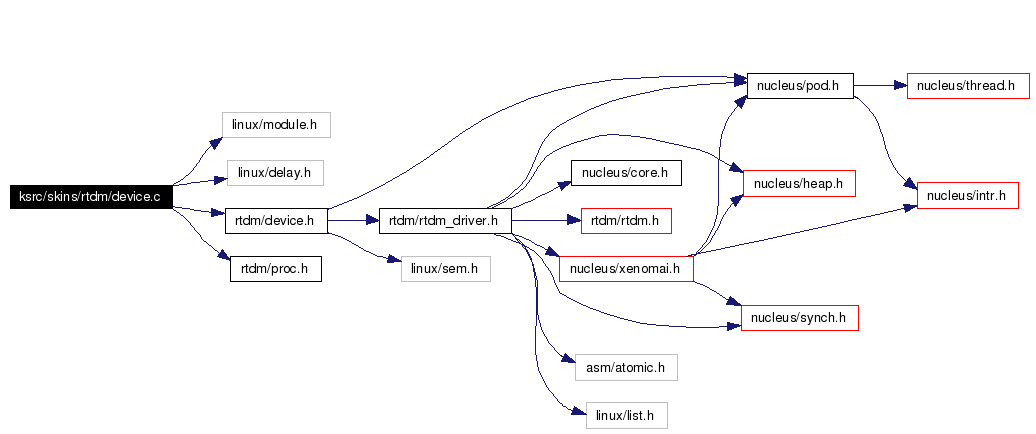 nucleus/pod.h
nucleus/thread.h
linux/module.h
linux/delay.h
nucleus/core.h
nucleus/heap.h
ksrc/skins/rtdm/device.c
nucleus/intr.h
rtdm/device.h
rtdm/rtdm_driver.h
rtdm/rtdm.h
rtdm/proc.h
linux/sem.h
nucleus/xenomai.h
nucleus/synch.h
asm/atomic.h
linux/list.h